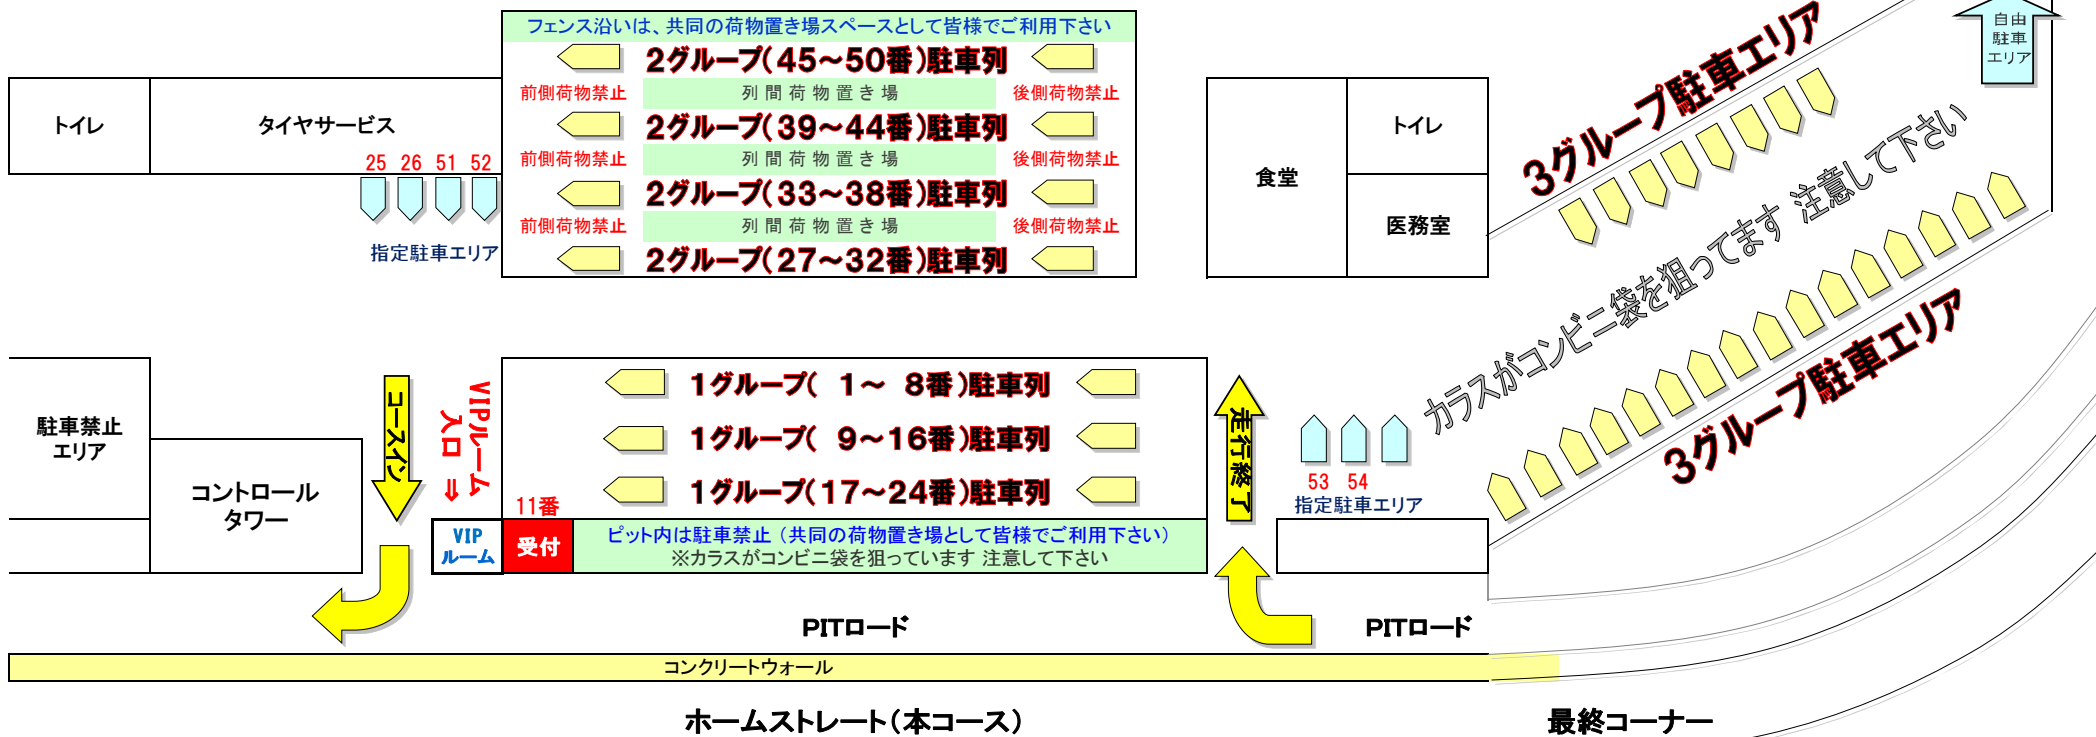 フェンス沿いは、共同の荷物置き場スペースとして皆様でご利用下さい
2グループ(45～50番)駐車列
前側荷物禁止 列間荷物置き場 後側荷物禁止
2グループ(39～44番)駐車列
前側荷物禁止 列間荷物置き場 後側荷物禁止
2グループ(33～38番)駐車列
前側荷物禁止 列間荷物置き場 後側荷物禁止
2グループ(27～32番)駐車列
トイレ
タイヤサービス
25 26 51 52
指定駐車エリア
食堂
トイレ
医務室
自由
駐車
エリア
3グループ駐車エリア
カラスがコンビニ袋を狙ってます 注意して下さい
3グループ駐車エリア
駐車禁止
エリア
コントロール
タワー
コースイン
VIPルーム
入口 ⇒
1グループ( 1～ 8番)駐車列
1グループ( 9～16番)駐車列
1グループ(17～24番)駐車列
走行終了
53 54
指定駐車エリア
11番
VIP
ルーム
受付
ピット内は駐車禁止（共同の荷物置き場として皆様でご利用下さい）
※カラスがコンビニ袋を狙っています 注意して下さい
PITロード
PITロード
コンクリートウォール
ホームストレート(本コース)
最終コーナー